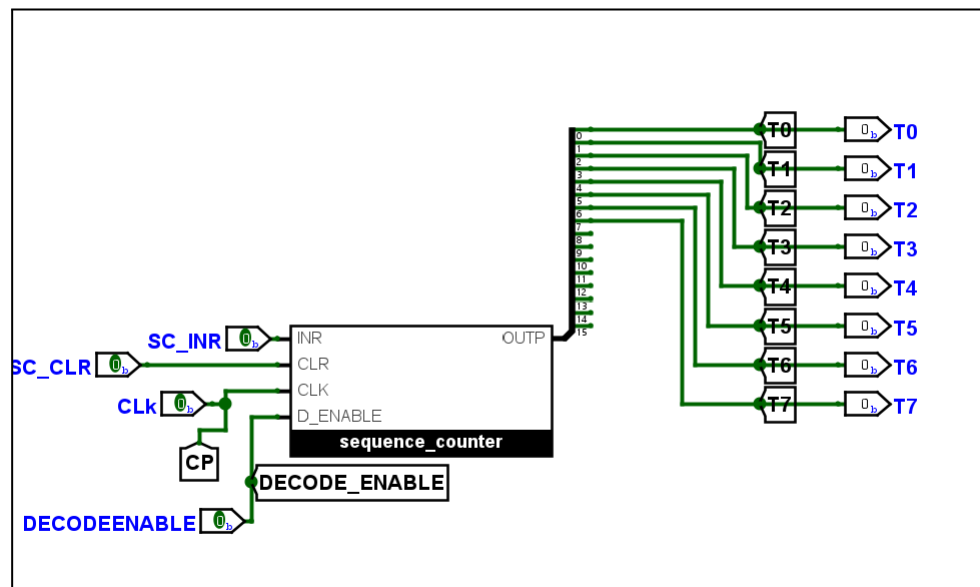 T0 0b T0
0
T1 0b T1
1
2
T2 0b T2
3
4
T3 0b T3
5
6
T4 0b T4
7
8
T5 0b T5
9
10
T6 0b T6
11
12
T7 0b T7
13
14
15
SC_INR 0b INR OUTP
SC_CLR 0b CLR
CLk 0b CLK
D_ENABLE
sequence_counter
CP
DECODE_ENABLE
DECODEENABLE 0b